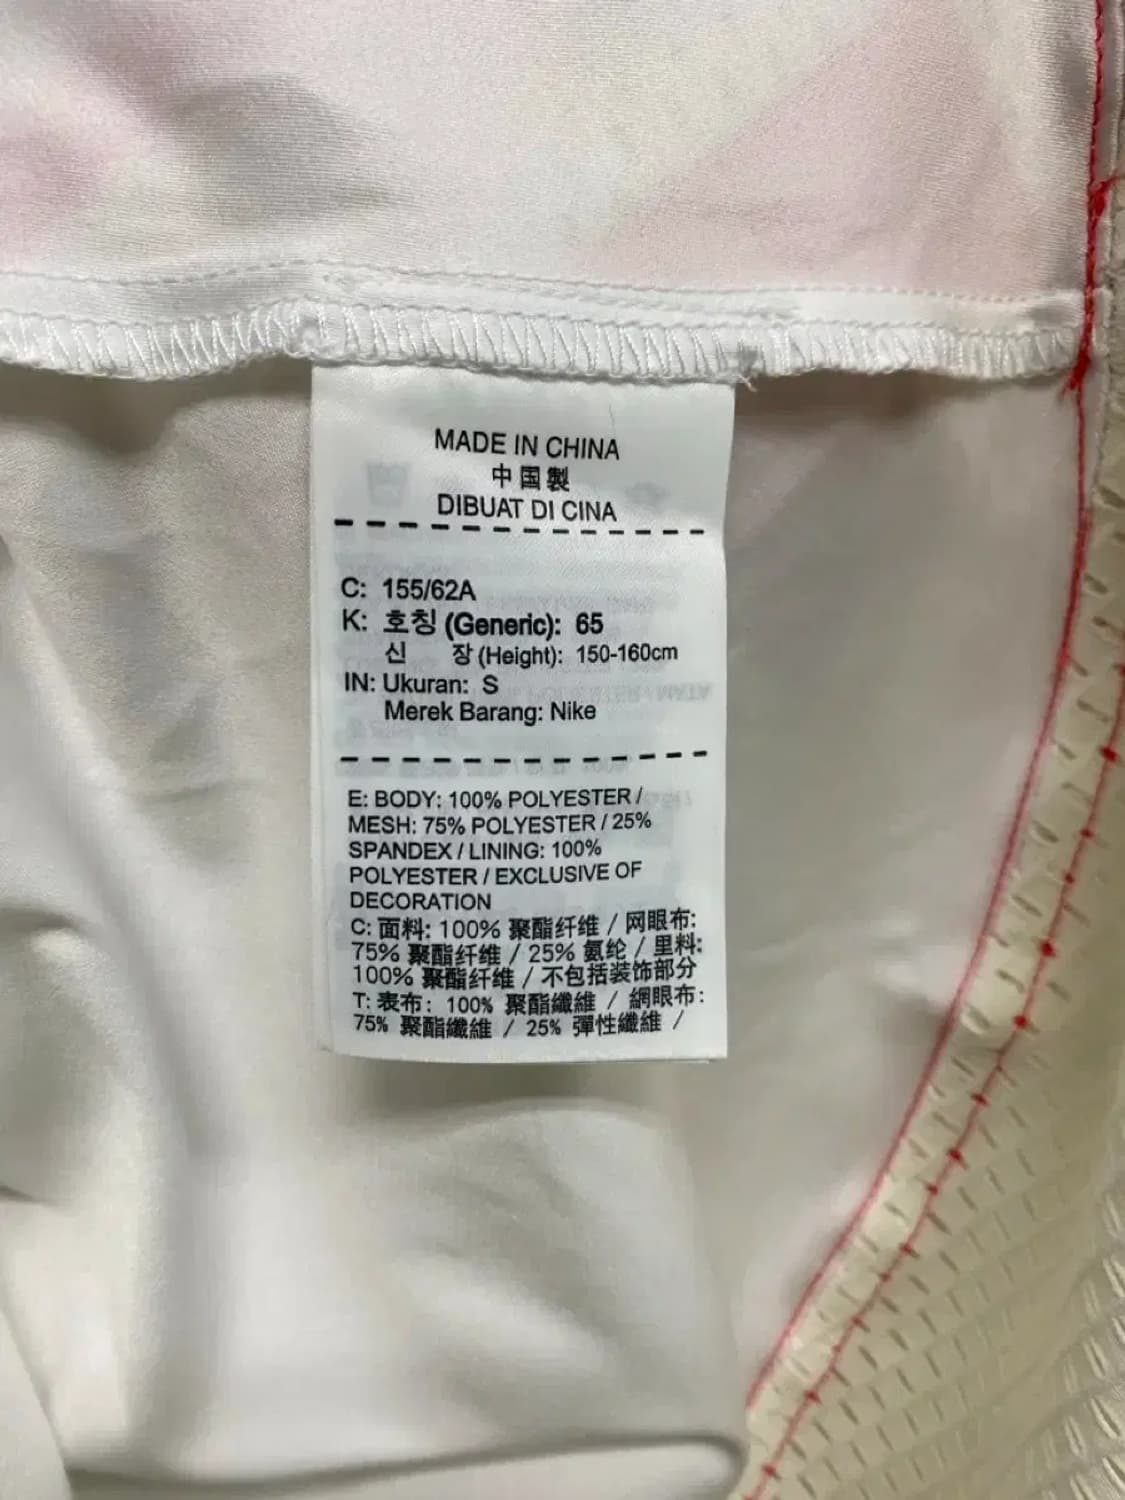 MADE IN CHINA
中国製
DIBUAT DI CINA
C: 155/62A
K: 호칭 (Generic): 65
신 장 (Height): 150-160cm
IN: Ukuran: S
Merek Barang: Nike
E: BODY: 100% POLYESTER /
MESH: 75% POLYESTER / 25%
SPANDEX / LINING: 100%
POLYESTER / EXCLUSIVE OF
DECORATION
C: 面料: 100% 聚酯纤维 / 网眼布:
75% 聚酯纤维 / 25% 氨纶 / 里料:
100% 聚酯纤维 / 不包括装饰部分
T: 表布: 100% 聚酯纖維 / 網眼布:
75% 聚酯纖維 / 25% 彈性纖維 /